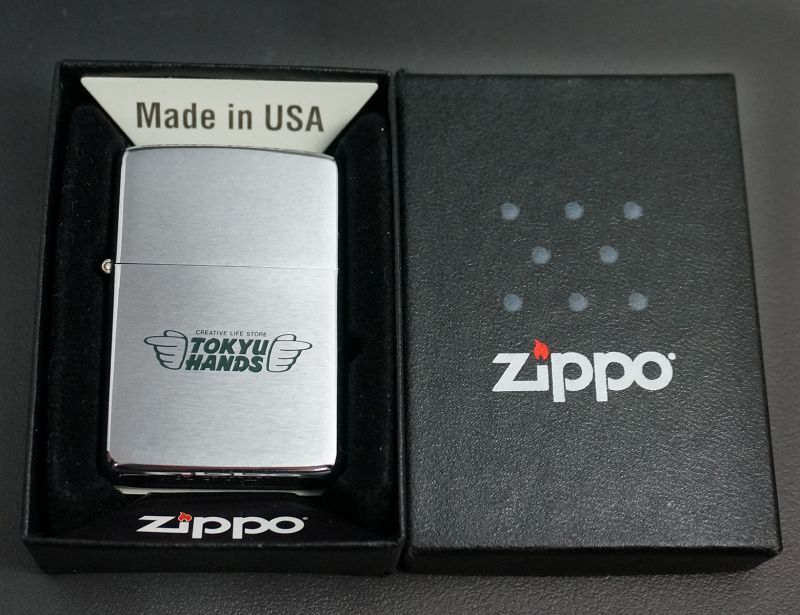 Made in USA
CREATIVE LIFE STORE
TOKYU
HANDS
zippo
zippo